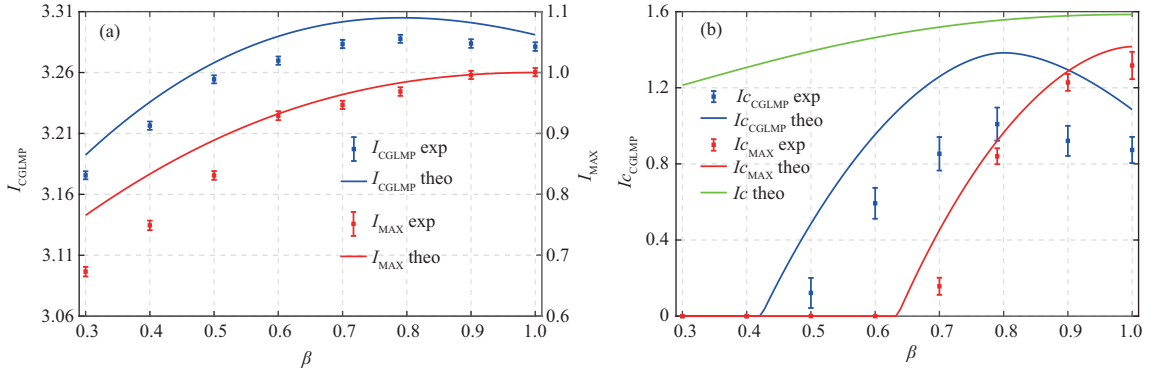 (a)
3.31
3.26
3.21
3.16
3.11
3.06
I_CGLMP
1.1
1.0
0.9
0.8
0.7
0.6
I_MAX
I_CGLMP exp
I_CGLMP theo
I_MAX exp
I_MAX theo
0.3 0.4 0.5 0.6 0.7 0.8 0.9 1.0
β
(b)
1.6
1.2
0.8
0.4
0
Ic_CGLMP
Ic_CGLMP exp
Ic_CGLMP theo
Ic_MAX exp
Ic_MAX theo
Ic theo
0.3 0.4 0.5 0.6 0.7 0.8 0.9 1.0
β